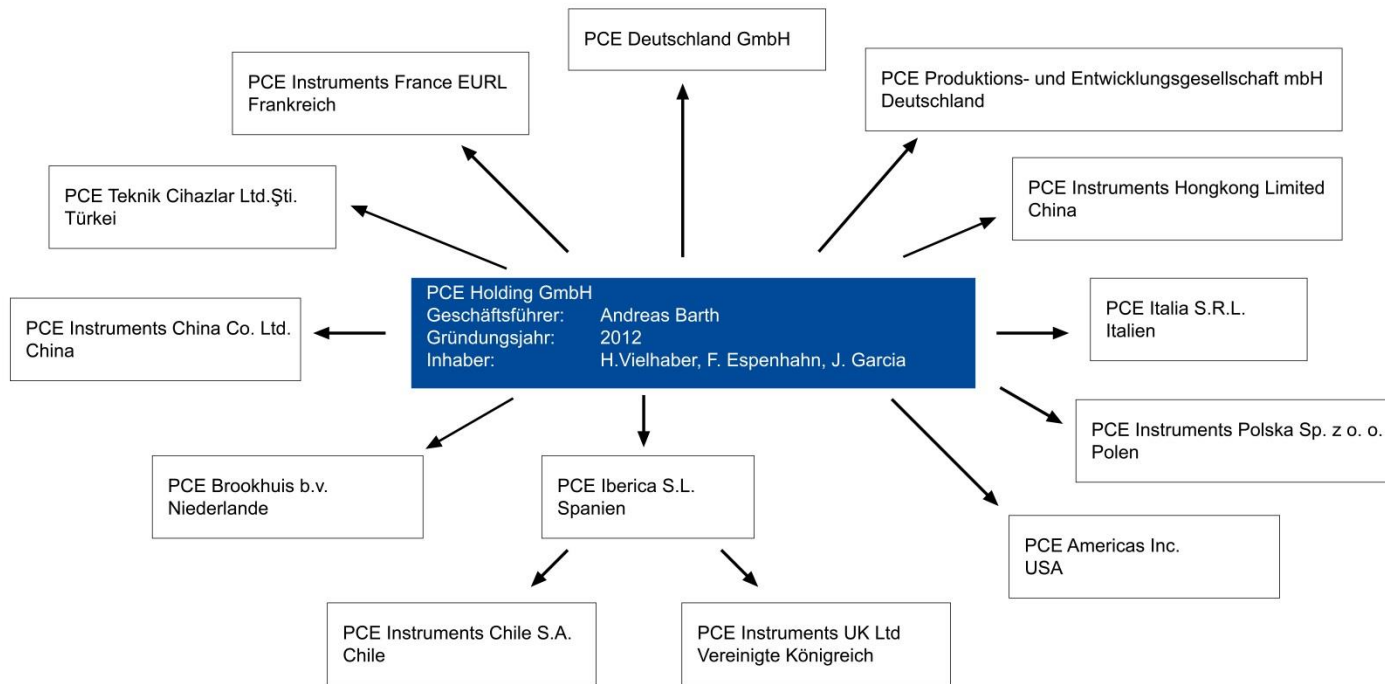 PCE Deutschland GmbH
PCE Instruments France EURL
Frankreich
PCE Produktions- und Entwicklungsgesellschaft mbH
Deutschland
PCE Teknik Cihazlar Ltd.Şti.
Türkei
PCE Instruments Hongkong Limited
China
PCE Holding GmbH
Geschäftsführer: Andreas Barth
Gründungsjahr: 2012
Inhaber: H.Vielhaber, F. Espenhahn, J. Garcia
PCE Instruments China Co. Ltd.
China
PCE Italia S.R.L.
Italien
PCE Instruments Polska Sp. z o. o.
Polen
PCE Brookhuis b.v.
Niederlande
PCE Iberica S.L.
Spanien
PCE Americas Inc.
USA
PCE Instruments Chile S.A.
Chile
PCE Instruments UK Ltd
Vereinigte Königreich